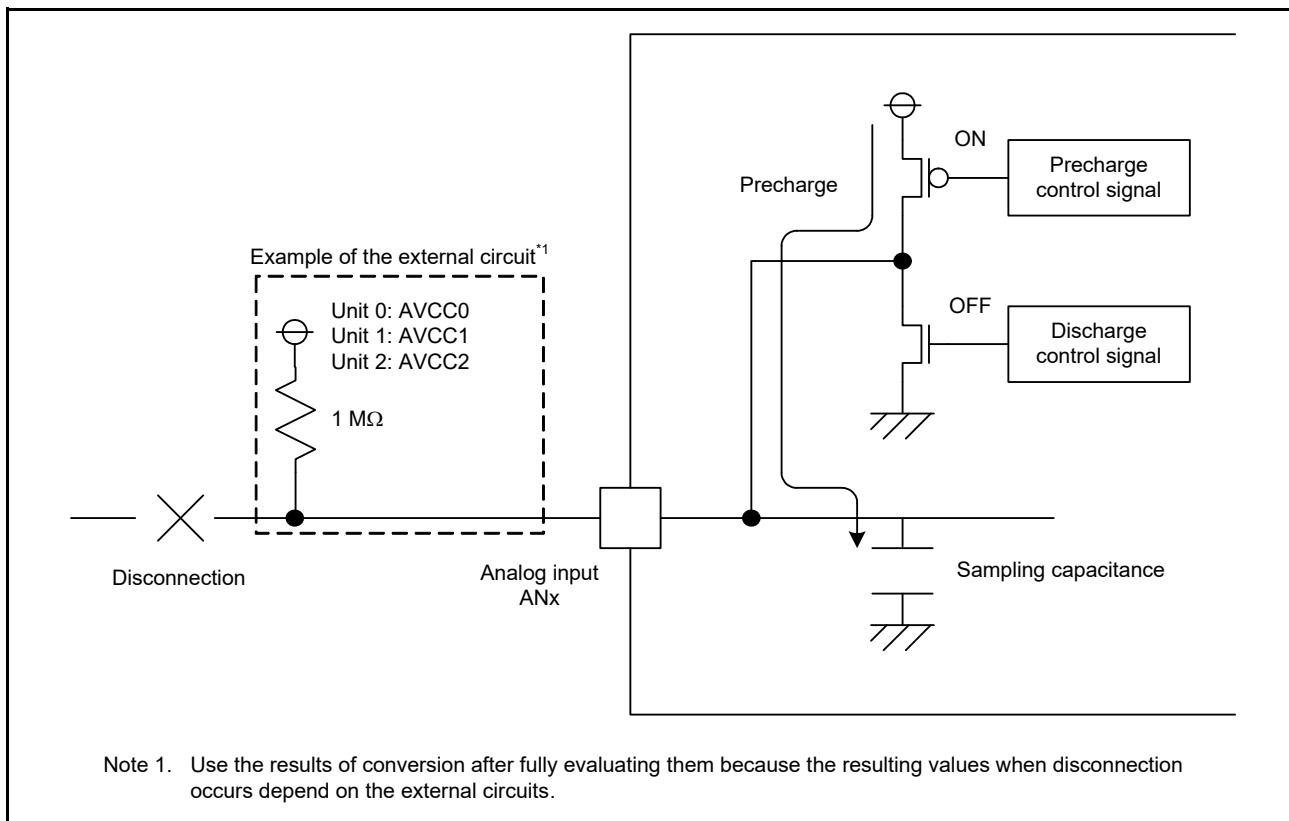 ON
Precharge
control signal
Precharge
Example of the external circuit*1
Unit 0: AVCC0
Unit 1: AVCC1
Unit 2: AVCC2
OFF
Discharge
control signal
1 MΩ
Disconnection
Analog input
ANx
Sampling capacitance
Note 1. Use the results of conversion after fully evaluating them because the resulting values when disconnection
occurs depend on the external circuits.